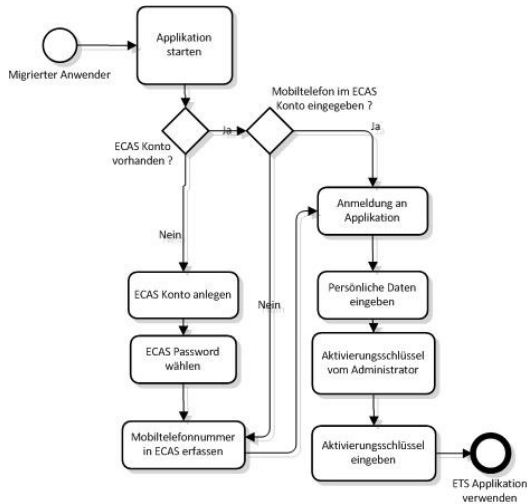 Applikation
starten
Migrierter Anwender
Mobiltelefon im ECAS
Konto eingegeben ?
ECAS Konto
vorhanden ?
Ja
Ja
Anmeldung an
Applikation
Nein
Nein
ECAS Konto anlegen
Persönliche Daten
eingeben
ECAS Password
wählen
Aktivierungsschlüssel
vom Administrator
Mobiltelefonnummer
in ECAS erfassen
Aktivierungsschlüssel
eingeben
ETS Applikation
verwenden